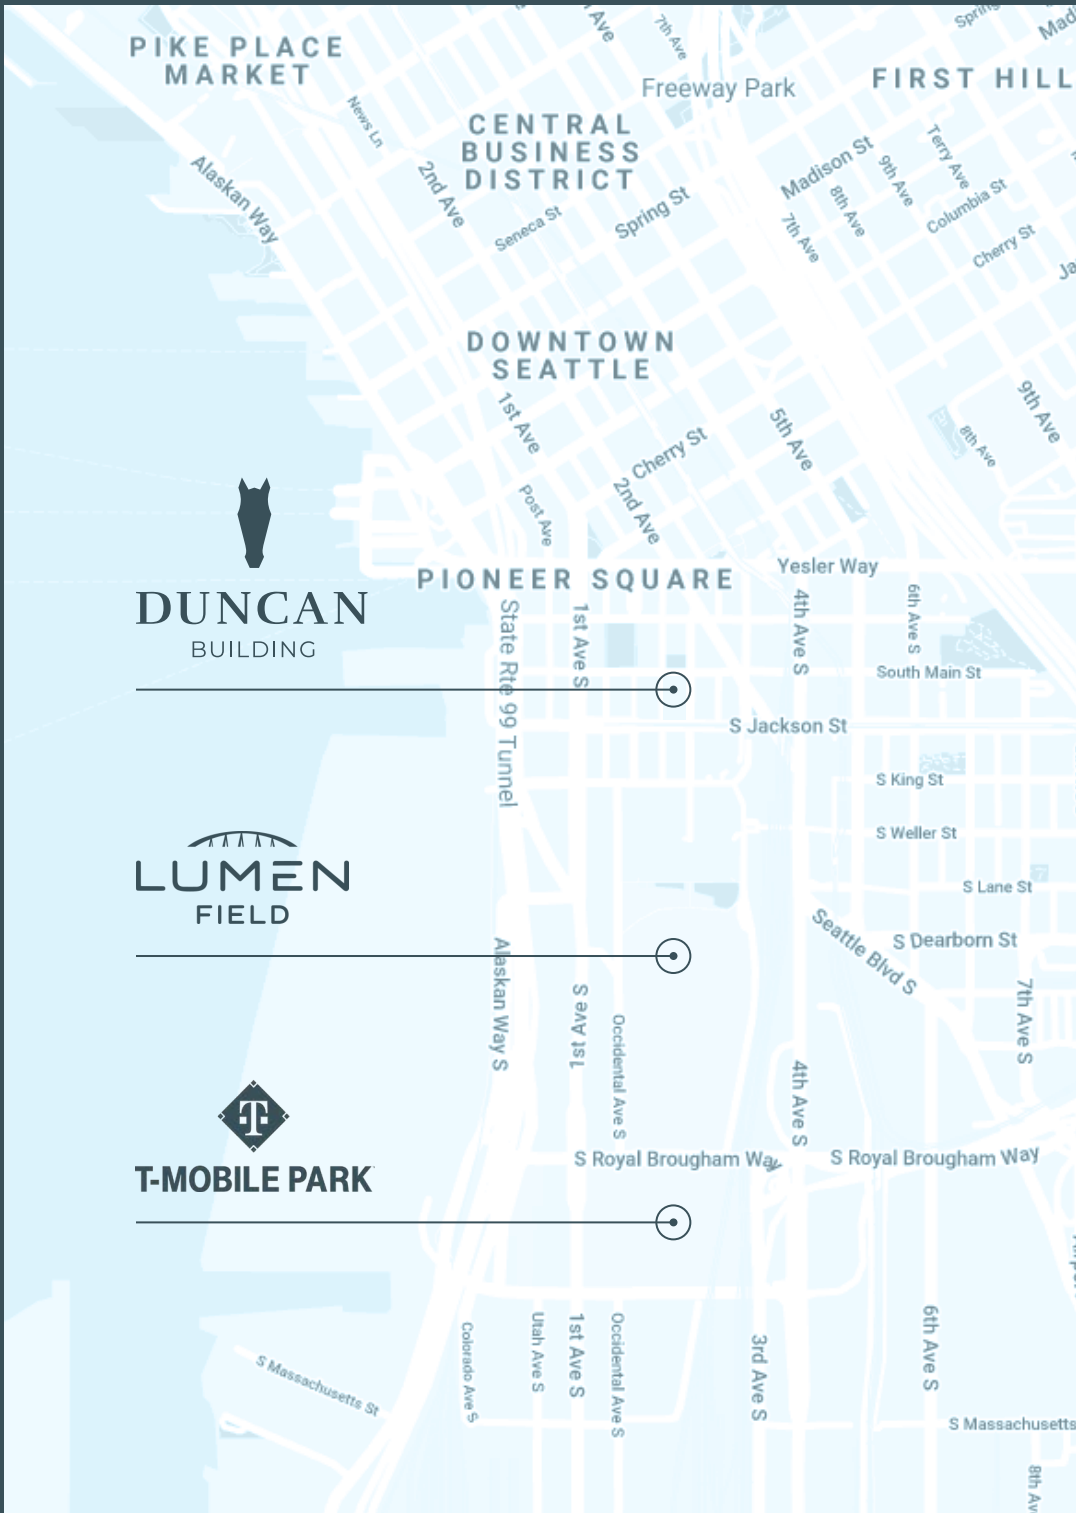 Spring
Mad
Ave
7th Ave
PIKE PLACE
MARKET
Freeway Park
FIRST HILL
News Ln
CENTRAL
BUSINESS
DISTRICT
Alaskan Way
2nd Ave
Seneca St
Spring St
Madison St
9th Ave
Terry Ave
8th Ave
Columbia St
7th Ave
Cherry St
Ja
DOWNTOWN
SEATTLE
1st Ave
Cherry St
5th Ave
9th Ave
8th Ave
Post Ave
2nd Ave
PIONEER SQUARE
Yesler Way
DUNCAN
BUILDING
State Rte 99 Tunnel
1st Ave S
4th Ave S
6th Ave S
South Main St
S Jackson St
S King St
S Weller St
S Lane St
LUMEN
FIELD
Seattle Blvd S
S Dearborn St
Alaskan Way S
1st Ave S
Occidental Ave S
4th Ave S
7th Ave S
T
T-MOBILE PARK
S Royal Brougham Way
S Royal Brougham Way
S Massachusetts St
Colorado Ave S
Utah Ave S
1st Ave S
Occidental Ave S
3rd Ave S
6th Ave S
S Massachusetts
8th Av